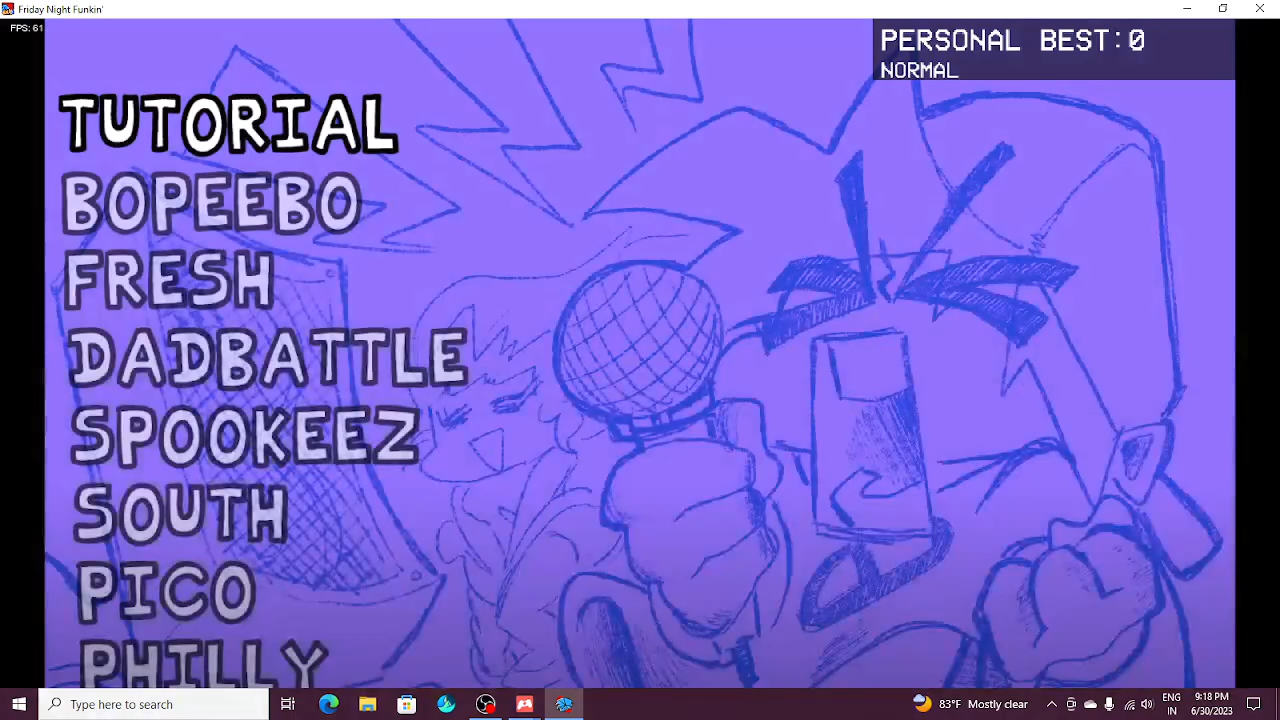 Friday Night Funkin'
FPS: 61
PERSONAL BEST:0
NORMAL
TUTORIAL
BOPEEBO
FRESH
DADBATTLE
SPOOKEEZ
SOUTH
PICO
PHILLY
Type here to search
83°F Mostly clear
ENG
IN
9:18 PM
6/30/2023